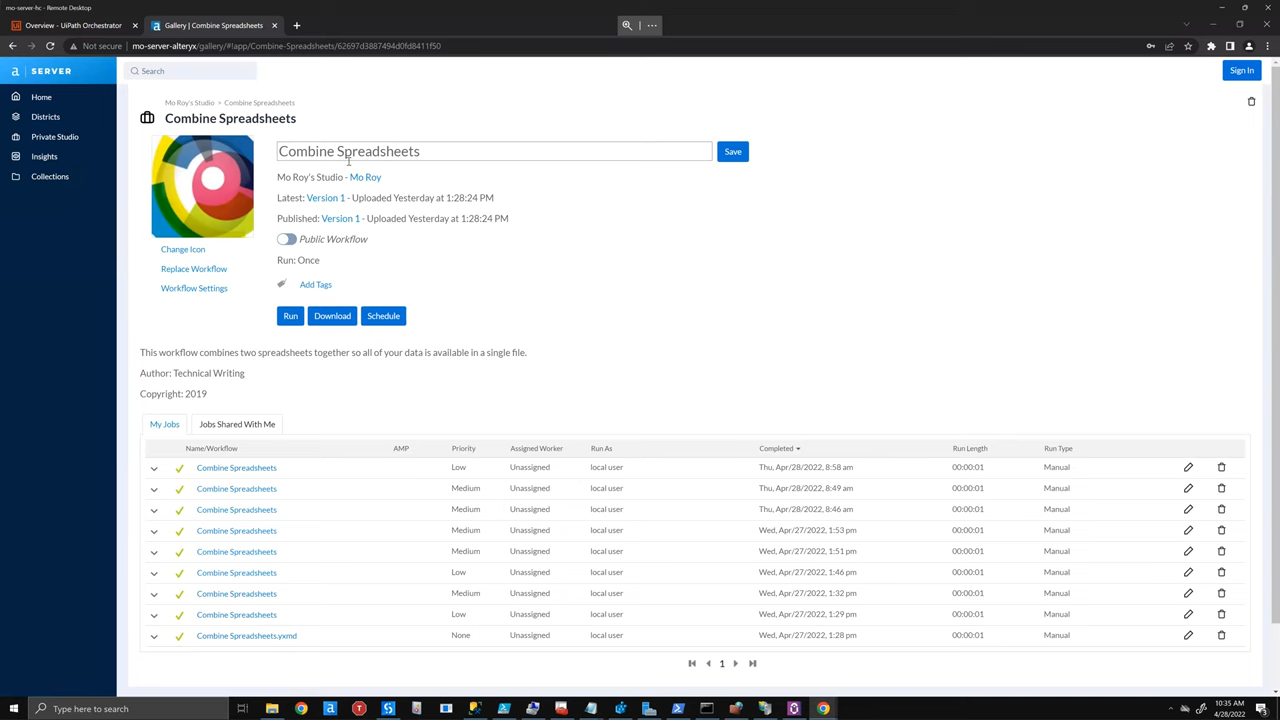 mo-server-hc - Remote Desktop
Overview - UiPath Orchestrator
Gallery | Combine Spreadsheets
Not secure mo-server-alteryx/gallery/#!app/Combine-Spreadsheets/62697d3887494d0fd8411f50
a SERVER
Search
Sign In
Home
Districts
Private Studio
Insights
Collections
Mo Roy's Studio > Combine Spreadsheets
Combine Spreadsheets
Combine Spreadsheets
Save
Mo Roy's Studio - Mo Roy
Latest: Version 1 - Uploaded Yesterday at 1:28:24 PM
Published: Version 1 - Uploaded Yesterday at 1:28:24 PM
Public Workflow
Run: Once
Add Tags
Change Icon
Replace Workflow
Workflow Settings
Run Download Schedule
This workflow combines two spreadsheets together so all of your data is available in a single file.
Author: Technical Writing
Copyright: 2019
My Jobs Jobs Shared With Me
Name/Workflow AMP Priority Assigned Worker Run As Completed Run Length Run Type
Combine Spreadsheets Low Unassigned local user Thu, Apr/28/2022, 8:58 am 00:00:01 Manual
Combine Spreadsheets Medium Unassigned local user Thu, Apr/28/2022, 8:49 am 00:00:01 Manual
Combine Spreadsheets Medium Unassigned local user Thu, Apr/28/2022, 8:46 am 00:00:01 Manual
Combine Spreadsheets Medium Unassigned local user Wed, Apr/27/2022, 1:53 pm 00:00:01 Manual
Combine Spreadsheets Medium Unassigned local user Wed, Apr/27/2022, 1:51 pm 00:00:01 Manual
Combine Spreadsheets Low Unassigned local user Wed, Apr/27/2022, 1:46 pm 00:00:01 Manual
Combine Spreadsheets Medium Unassigned local user Wed, Apr/27/2022, 1:32 pm 00:00:01 Manual
Combine Spreadsheets Low Unassigned local user Wed, Apr/27/2022, 1:29 pm 00:00:01 Manual
Combine Spreadsheets.yxmd None Unassigned local user Wed, Apr/27/2022, 1:28 pm 00:00:01 Manual
1
Type here to search
10:35 AM
4/28/2022